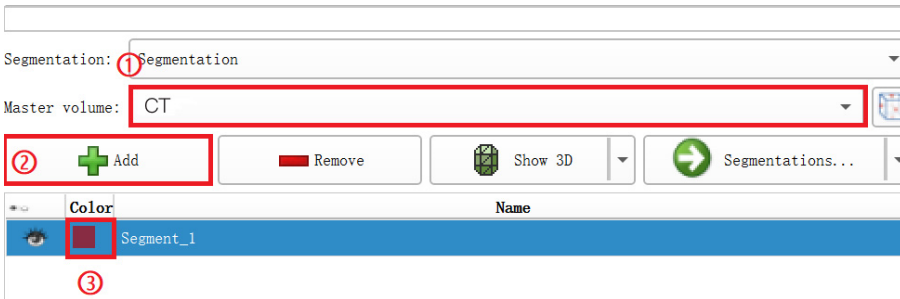 Segmentation: ① Segmentation
Master volume: CT
② Add Remove Show 3D Segmentations...
Color Name
Segment_1
③